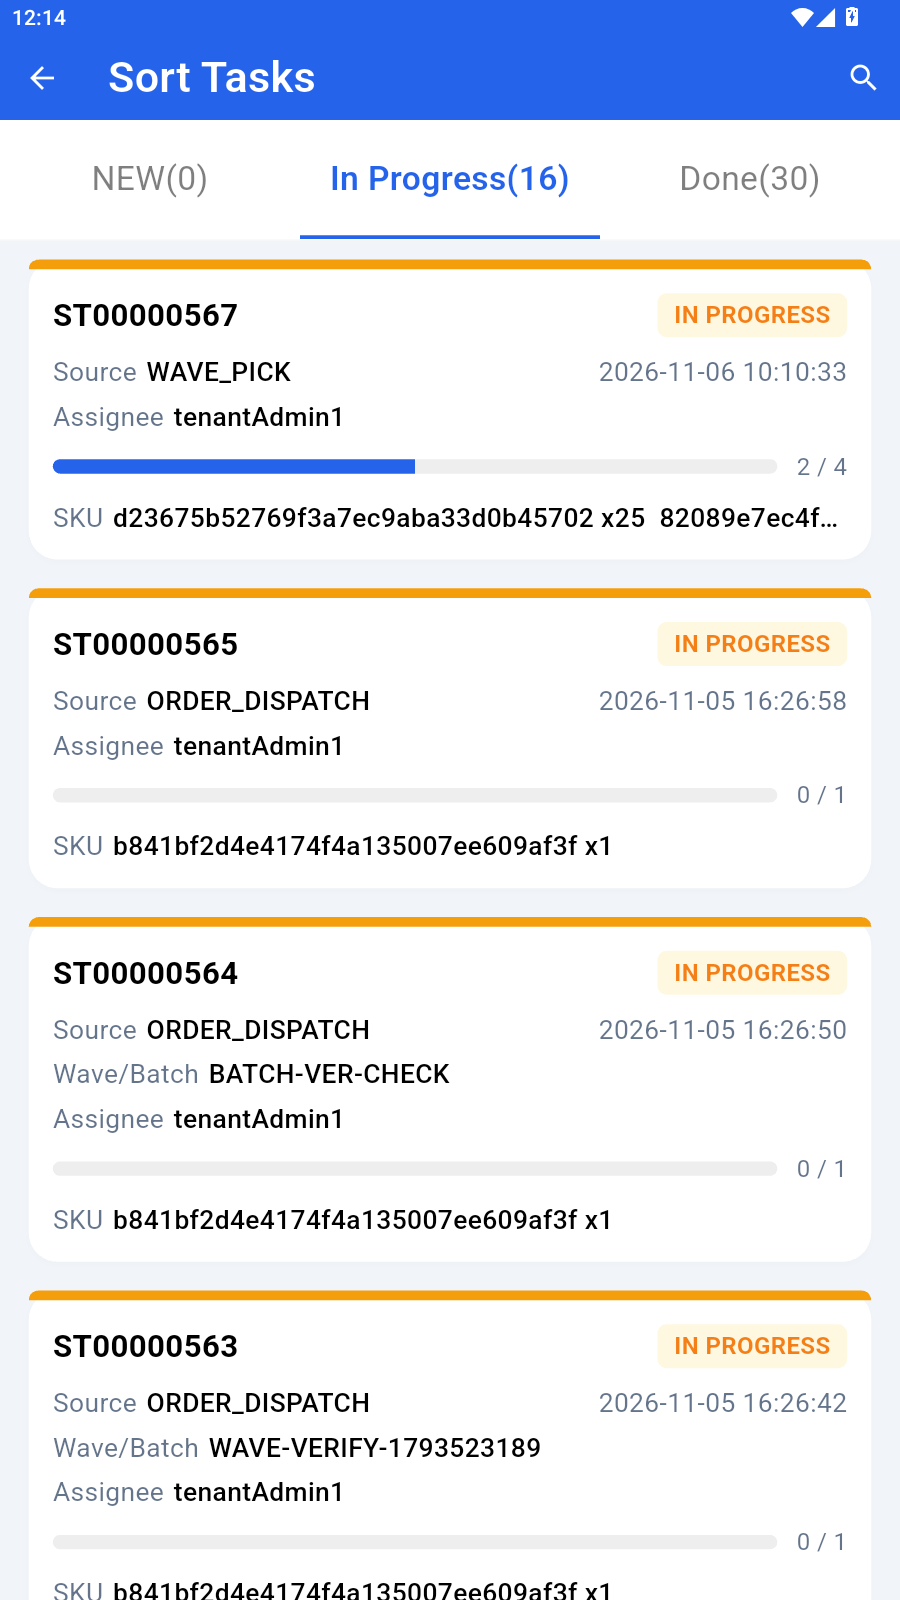 12:14
Sort Tasks
NEW(0) In Progress(16) Done(30)
ST00000567 IN PROGRESS
Source WAVE_PICK 2026-11-06 10:10:33
Assignee tenantAdmin1
2 / 4
SKU d23675b52769f3a7ec9aba33d0b45702 x25 82089e7ec4f...
ST00000565 IN PROGRESS
Source ORDER_DISPATCH 2026-11-05 16:26:58
Assignee tenantAdmin1
0 / 1
SKU b841bf2d4e4174f4a135007ee609af3f x1
ST00000564 IN PROGRESS
Source ORDER_DISPATCH 2026-11-05 16:26:50
Wave/Batch BATCH-VER-CHECK
Assignee tenantAdmin1
0 / 1
SKU b841bf2d4e4174f4a135007ee609af3f x1
ST00000563 IN PROGRESS
Source ORDER_DISPATCH 2026-11-05 16:26:42
Wave/Batch WAVE-VERIFY-1793523189
Assignee tenantAdmin1
0 / 1
SKU b841bf2d4e4174f4a135007ee609af3f x1